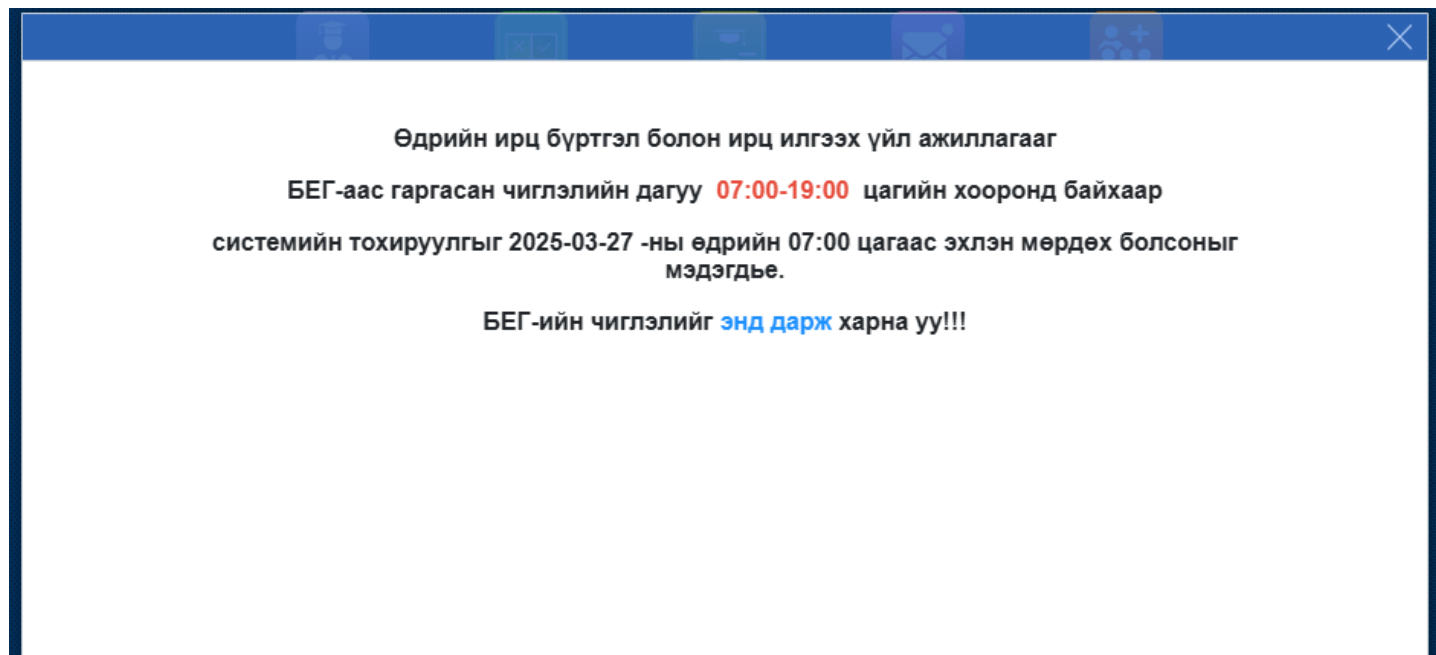 Өдрийн ирц бүртгэл болон ирц илгээх үйл ажиллагааг
БЕГ-аас гаргасан чиглэлийн дагуу 07:00-19:00 цагийн хооронд байхаар
системийн тохируулгыг 2025-03-27 -ны өдрийн 07:00 цагаас эхлэн мөрдөх болсоныг
мэдэгдье.
БЕГ-ийн чиглэлийг энд дарж харна уу!!!